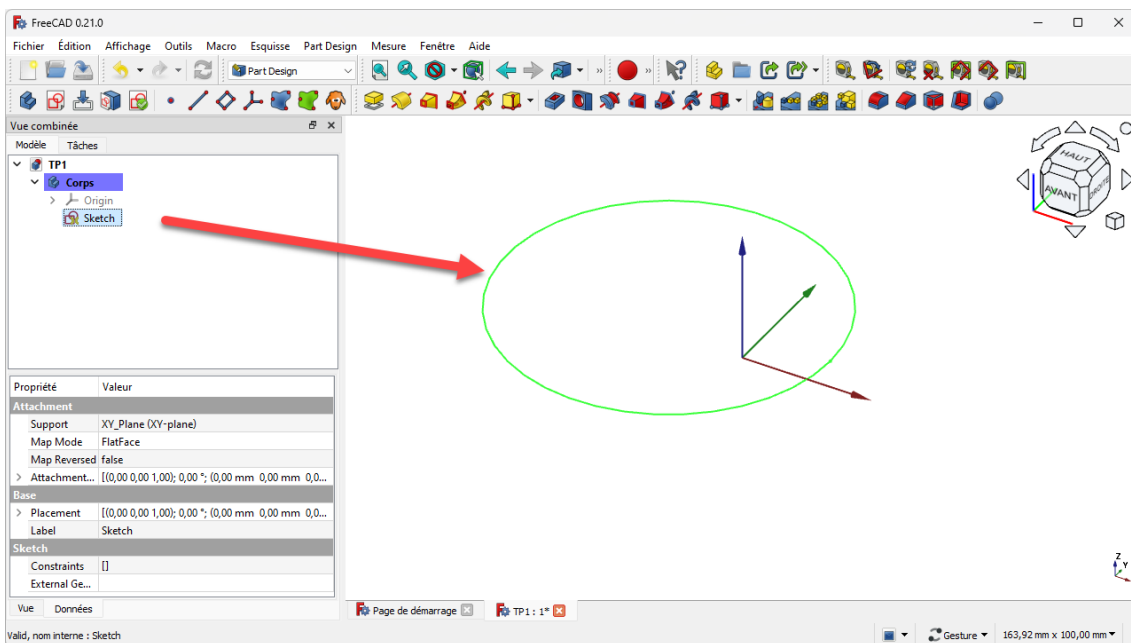 FreeCAD 0.21.0
Fichier Édition Affichage Outils Macro Esquisse Part Design Mesure Fenêtre Aide
Part Design
Vue combinée
Modèle Tâches
TP1
Corps
Origin
Sketch
HAUT
AVANT
DROITE
Propriété Valeur
Attachment
Support XY_Plane (XY-plane)
Map Mode FlatFace
Map Reversed false
Attachment... [(0,00 0,00 1,00); 0,00 °; (0,00 mm 0,00 mm 0,0...
Base
Placement [(0,00 0,00 1,00); 0,00 °; (0,00 mm 0,00 mm 0,0...
Label Sketch
Sketch
Constraints []
External Ge...
Z
Y
Vue Données
Page de démarrage TP1 : 1*
Valid, nom interne : Sketch
Gesture 163,92 mm x 100,00 mm